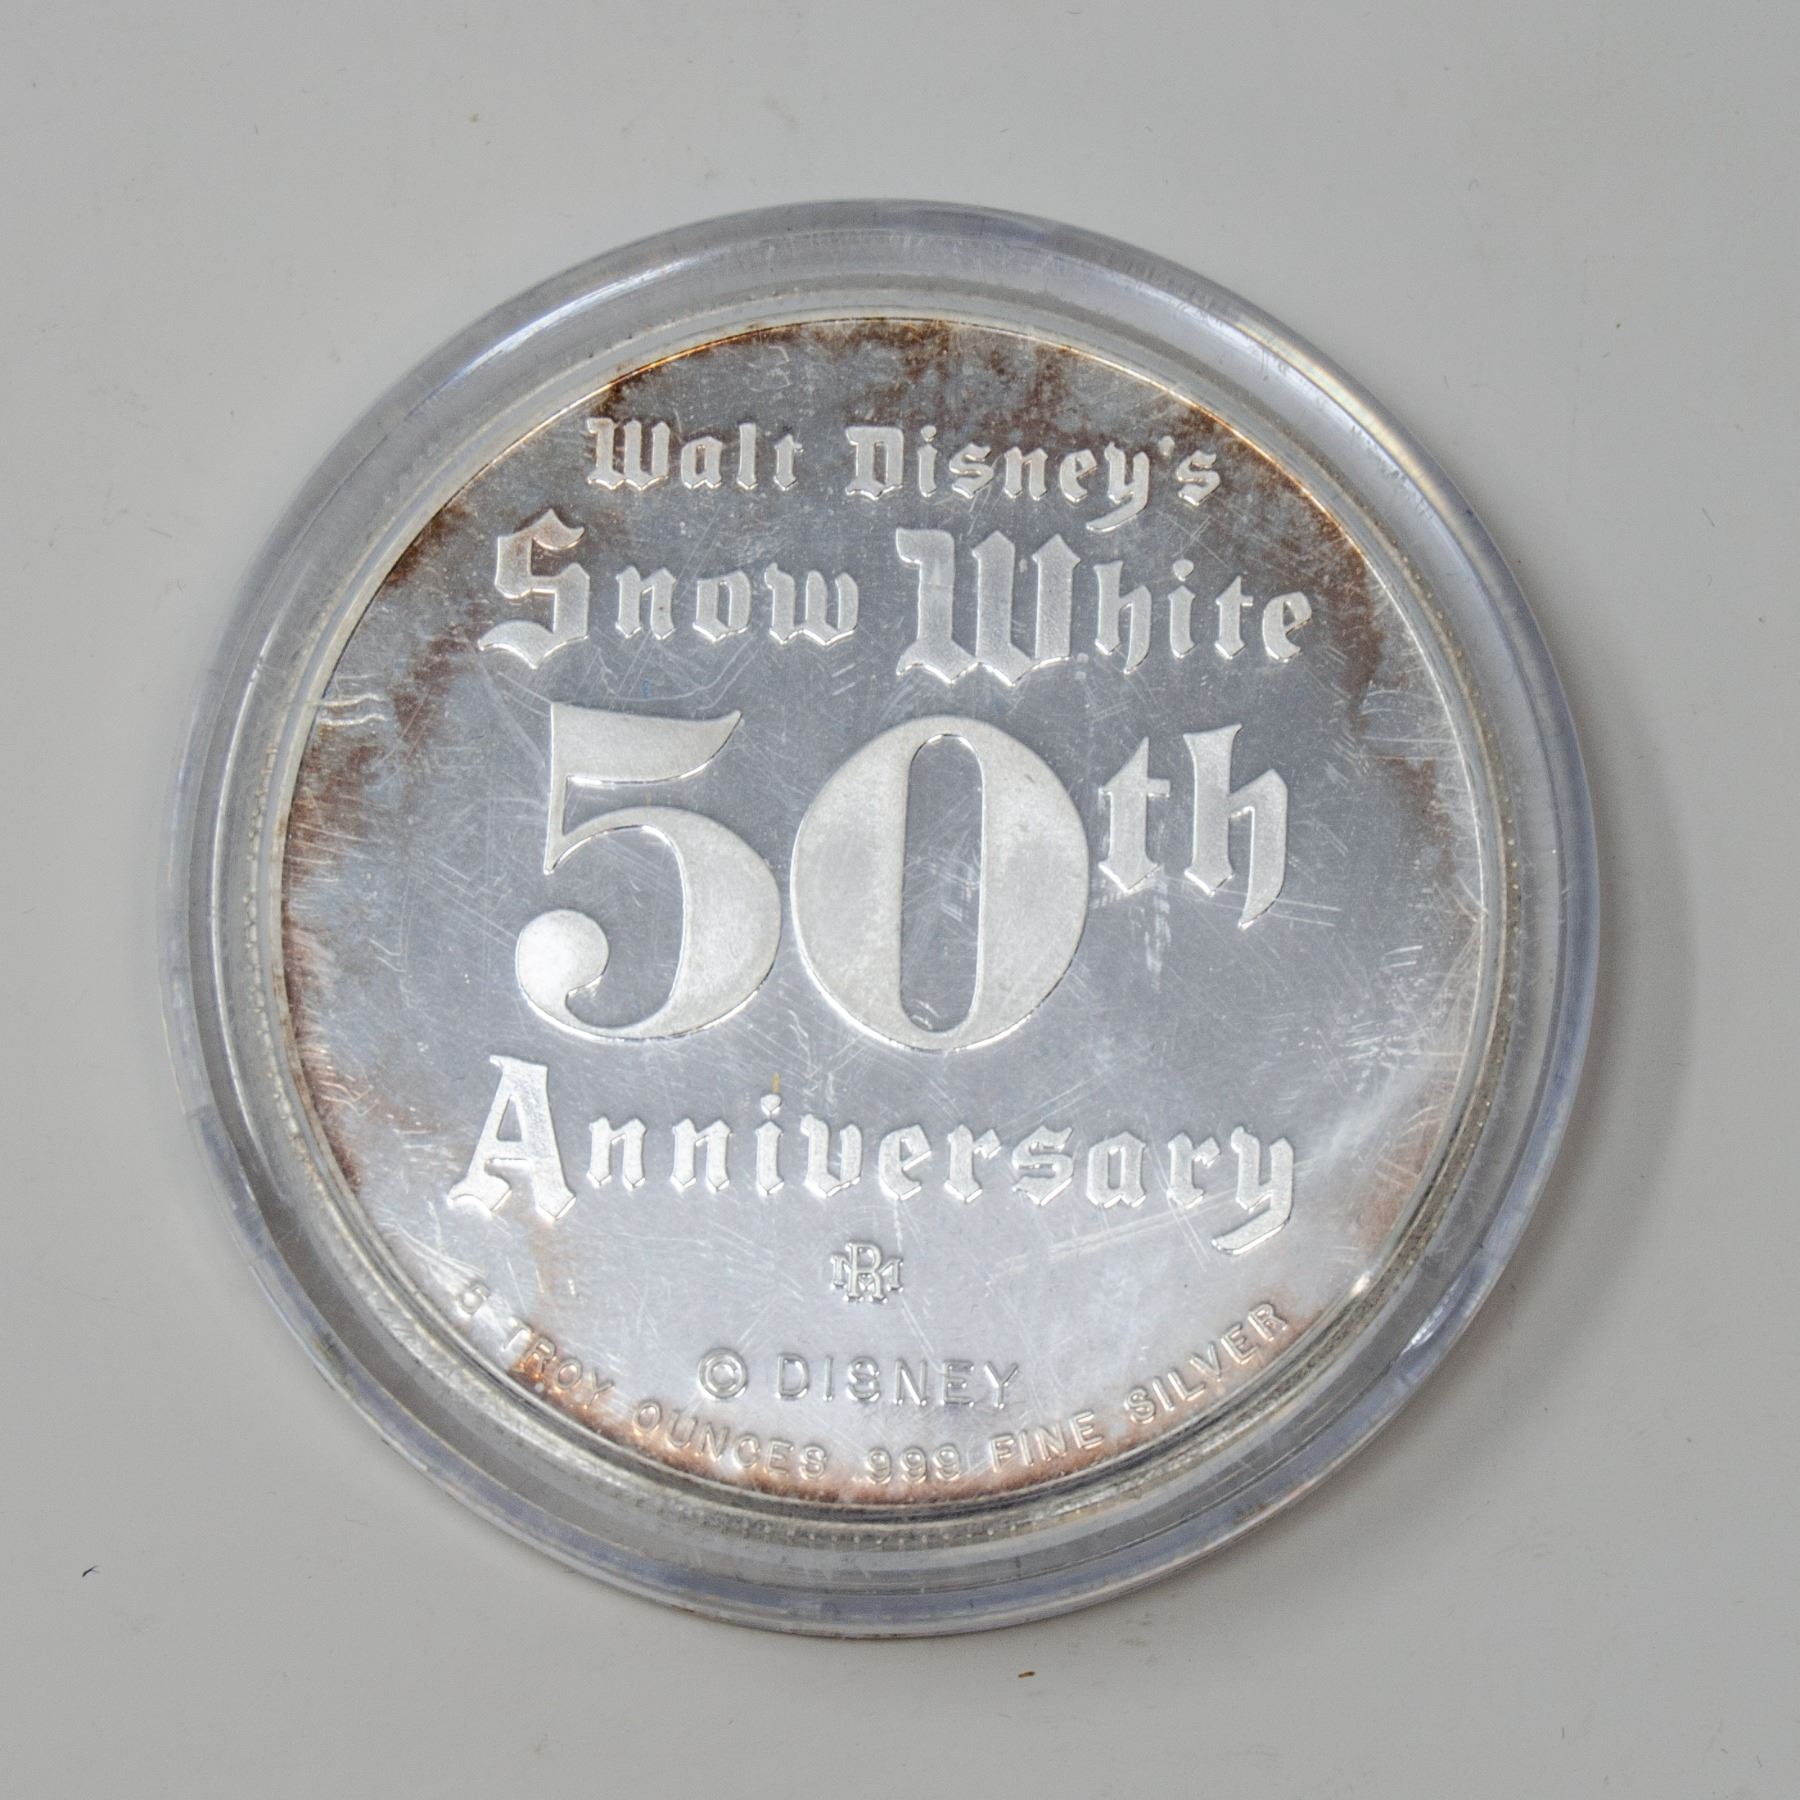 Walt Disney's
Snow White
50th
Anniversary
RM
© DISNEY
5 TROY OUNCES .999 FINE SILVER